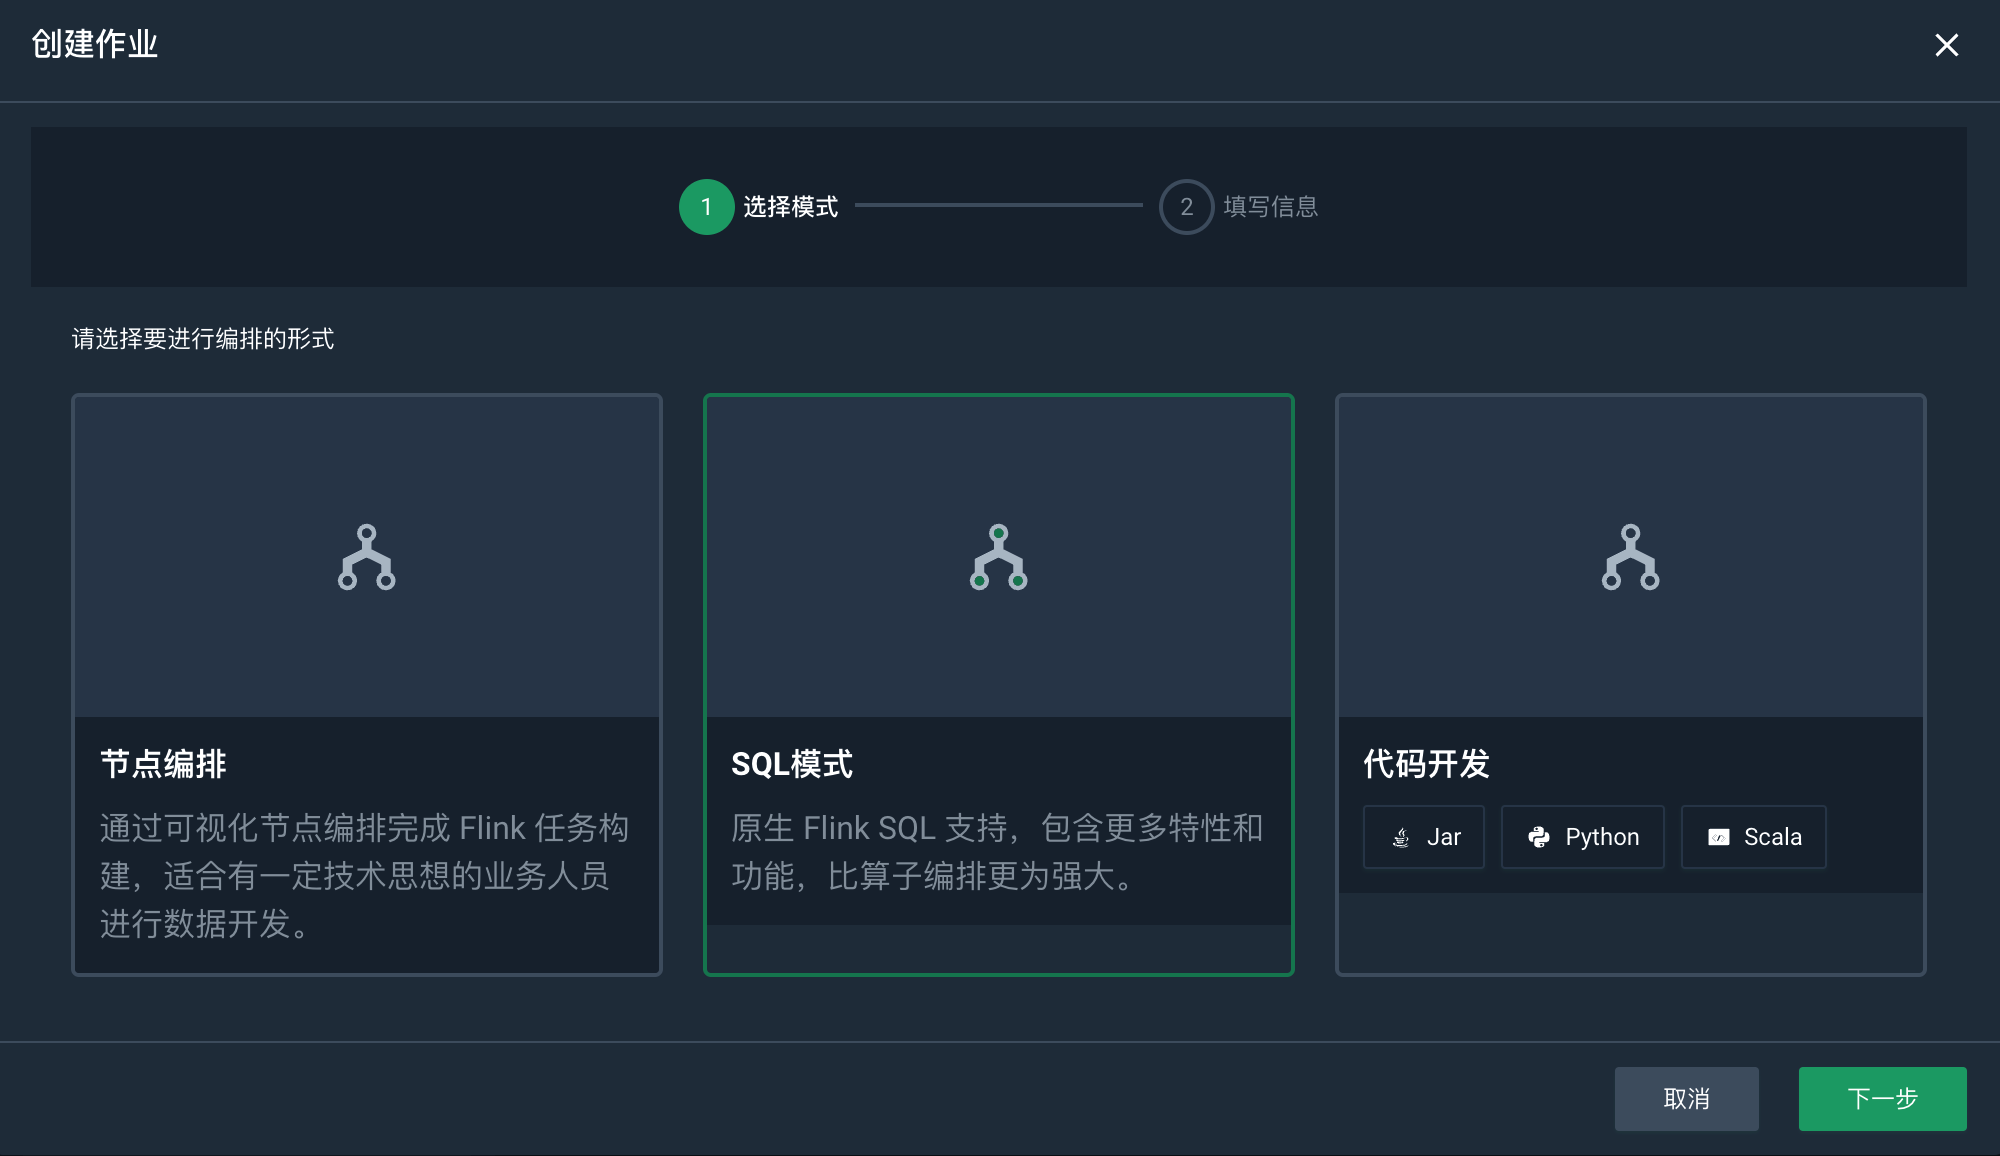 创建作业
1 选择模式 2 填写信息
请选择要进行编排的形式
节点编排
通过可视化节点编排完成 Flink 任务构
建，适合有一定技术思想的业务人员
进行数据开发。
SQL模式
原生 Flink SQL 支持，包含更多特性和
功能，比算子编排更为强大。
代码开发
Jar Python Scala
取消 下一步